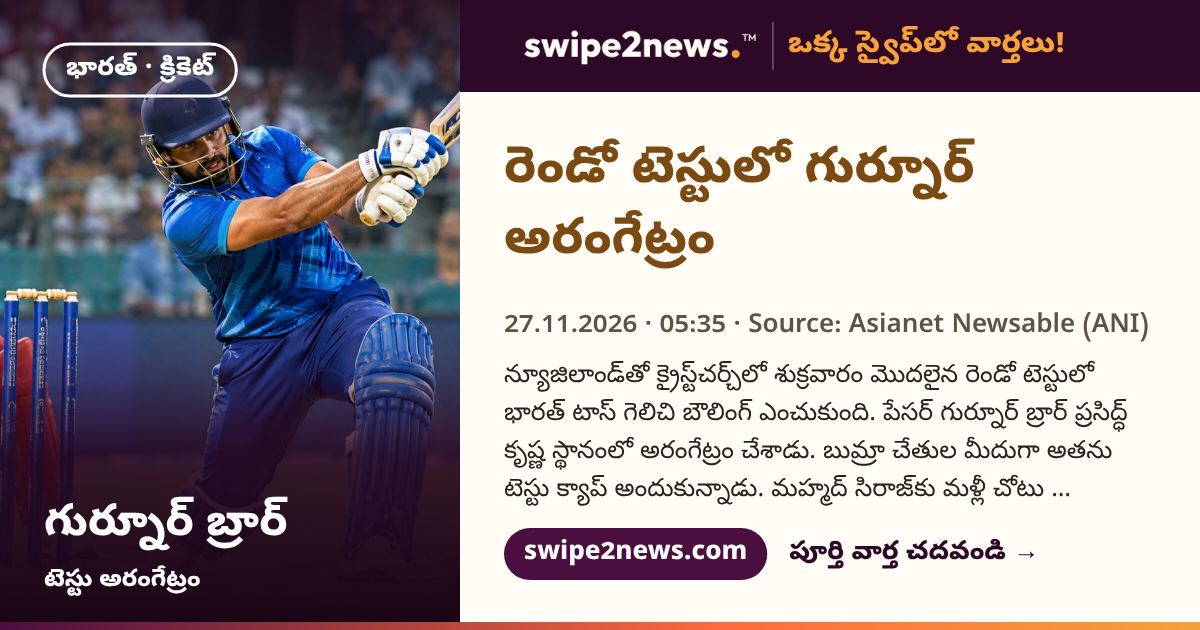 భారత్ · క్రికెట్
గుర్నూర్ బ్రార్
టెస్టు అరంగేట్రం
swipe2news.™
ఒక్క స్వైప్‌లో వార్తలు!
రెండో టెస్టులో గుర్నూర్
అరంగేట్రం
27.11.2026 · 05:35 · Source: Asianet Newsable (ANI)
న్యూజిలాండ్‌తో క్రైస్ట్‌చర్చ్‌లో శుక్రవారం మొదలైన రెండో టెస్టులో
భారత్ టాస్ గెలిచి బౌలింగ్ ఎంచుకుంది. పేసర్ గుర్నూర్ బ్రార్ ప్రసిద్ధ్
కృష్ణ స్థానంలో అరంగేట్రం చేశాడు. బుమ్రా చేతుల మీదుగా అతను
టెస్టు క్యాప్ అందుకున్నాడు. మహ్మద్ సిరాజ్‌కు మళ్లీ చోటు ...
swipe2news.com
పూర్తి వార్త చదవండి →